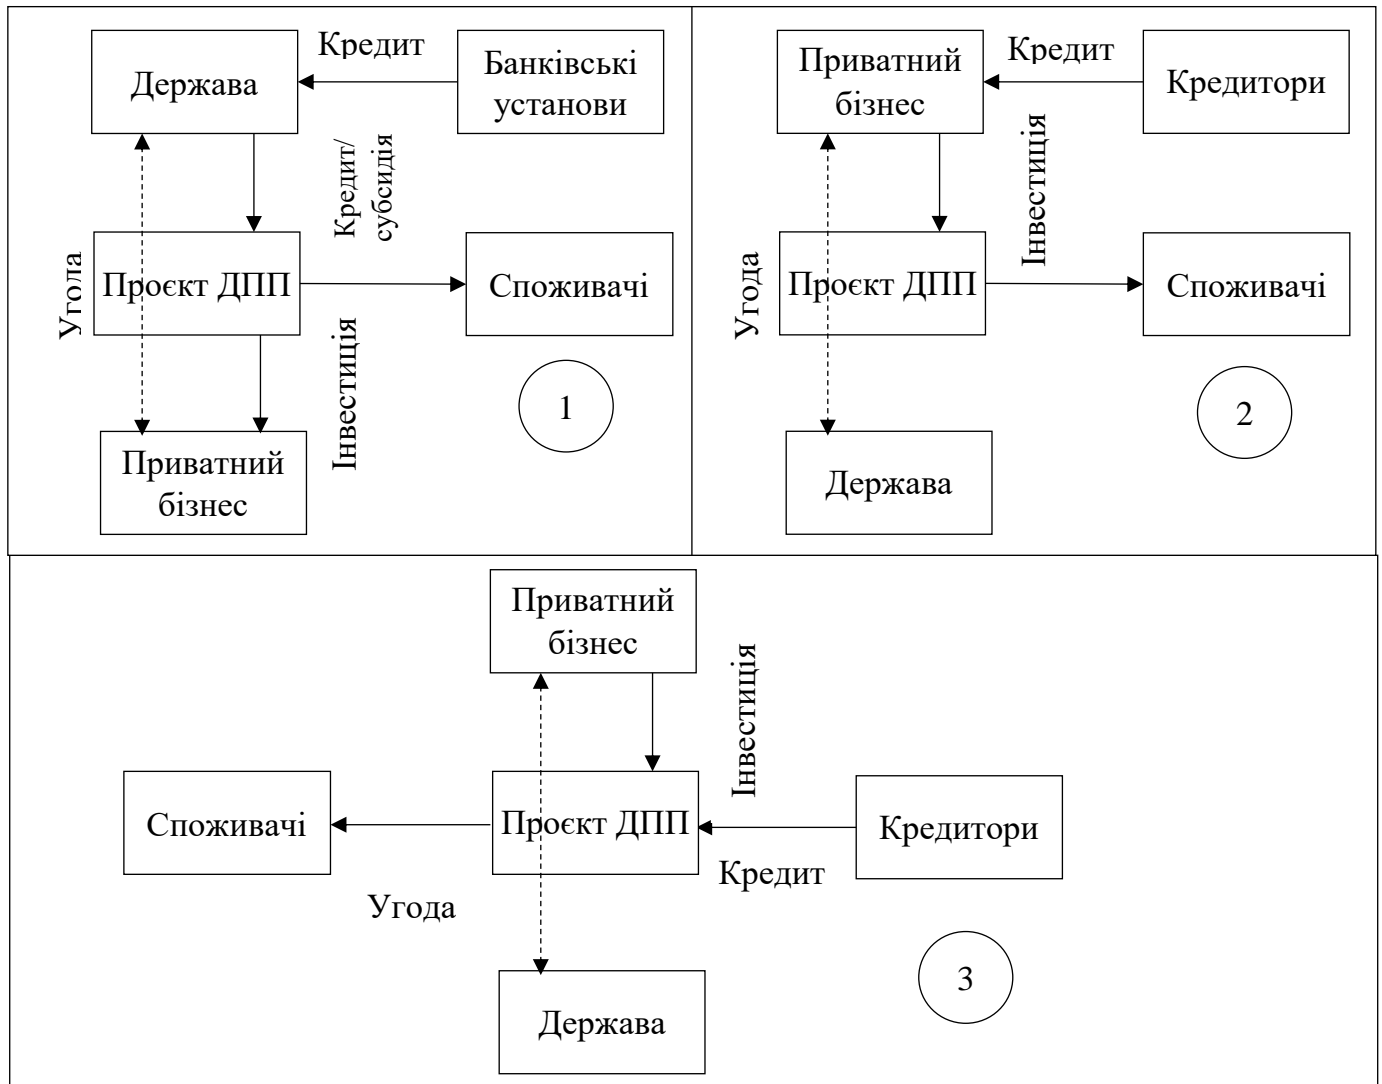 Кредит
Держава
Банківські
установи
Кредит/
субсидія
Угода
Проєкт ДПП
Споживачі
Інвестиція
1
Приватний
бізнес
Приватний
бізнес
Кредит
Кредитори
Інвестиція
Угода
Проєкт ДПП
Споживачі
2
Держава
Приватний
бізнес
Інвестиція
Споживачі
Проєкт ДПП
Кредитори
Кредит
Угода
3
Держава